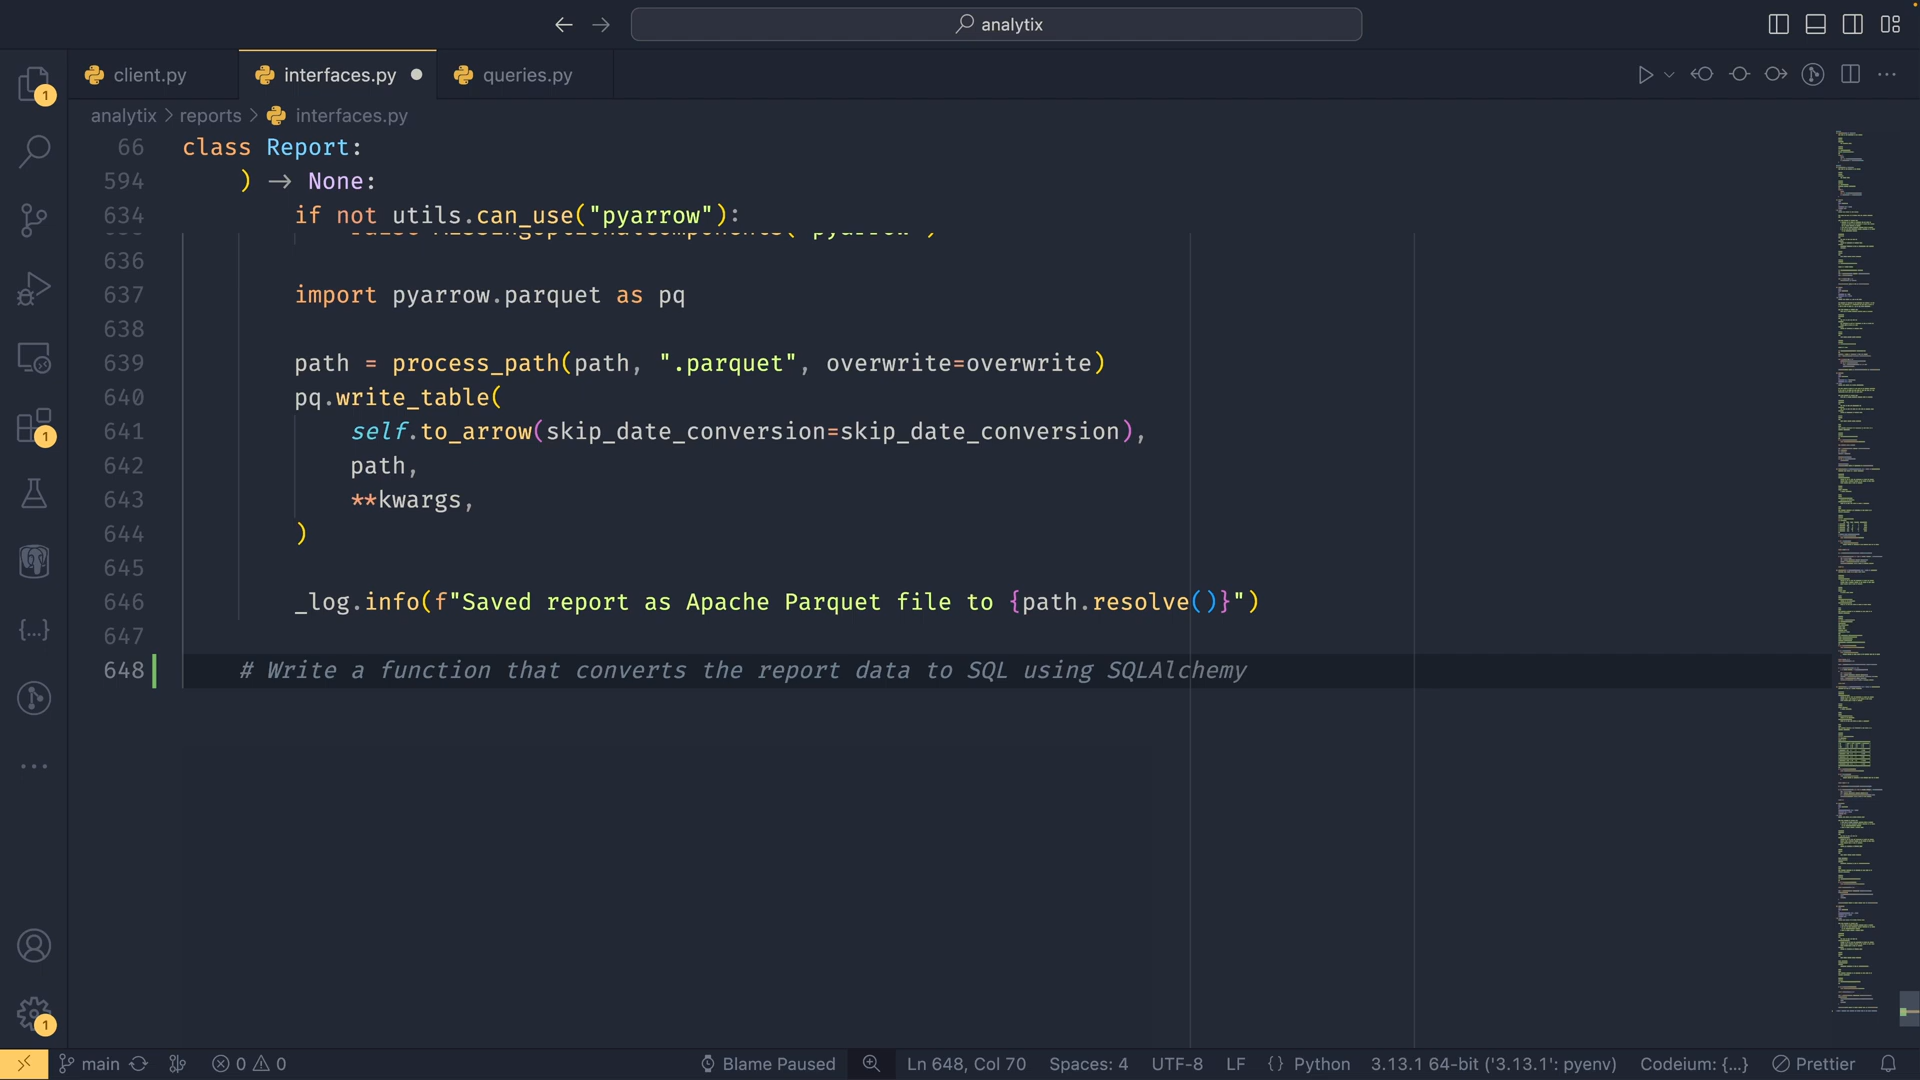 analytix
client.py
interfaces.py
queries.py
analytix > reports > interfaces.py
66 class Report:
594 ) → None:
634 if not utils.can_use("pyarrow"):
636
637 import pyarrow.parquet as pq
638
639 path = process_path(path, ".parquet", overwrite=overwrite)
640 pq.write_table(
641 self.to_arrow(skip_date_conversion=skip_date_conversion),
642 path,
643 **kwargs,
644 )
645
646 _log.info(f"Saved report as Apache Parquet file to {path.resolve()}")
647
648 # Write a function that converts the report data to SQL using SQLAlchemy
1
1
1
main 0 0 Blame Paused Ln 648, Col 70 Spaces: 4 UTF-8 LF {} Python 3.13.1 64-bit ('3.13.1': pyenv) Codeium: {...} Prettier